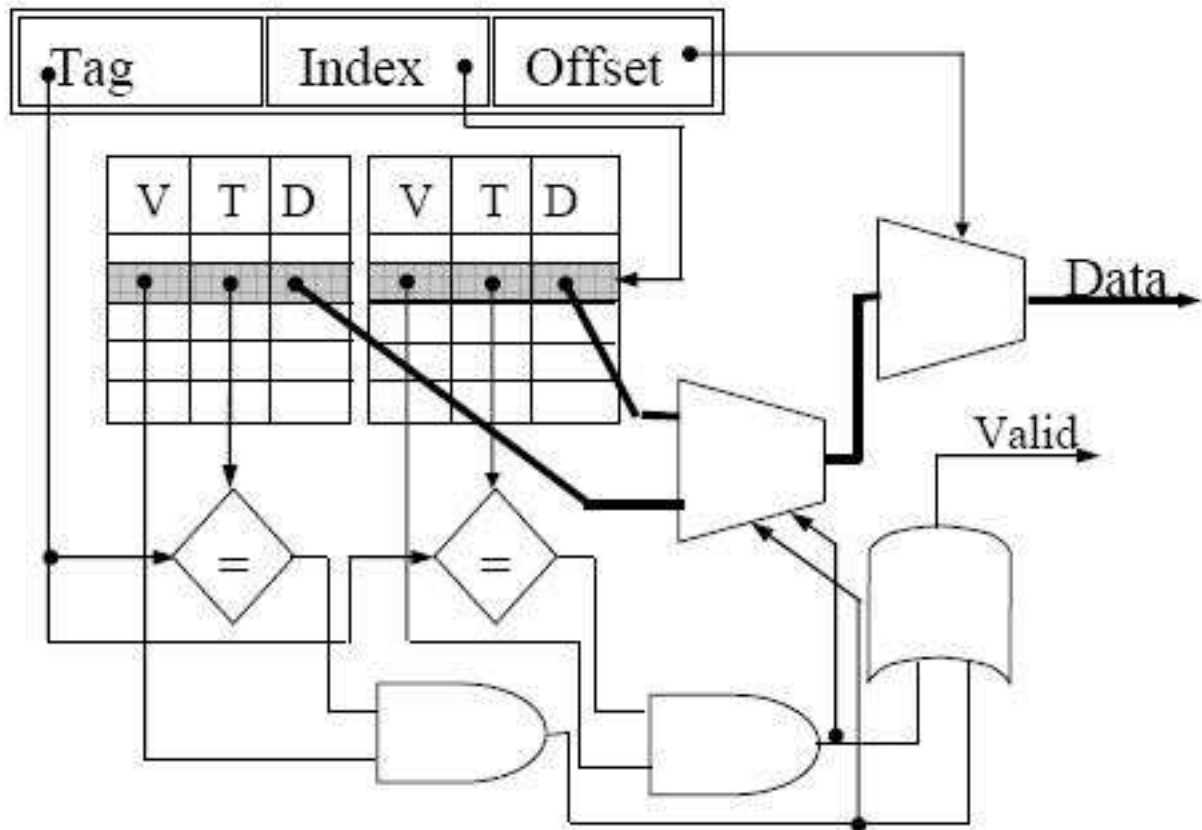 Tag Index Offset
V T D V T D
Data
Valid
= =